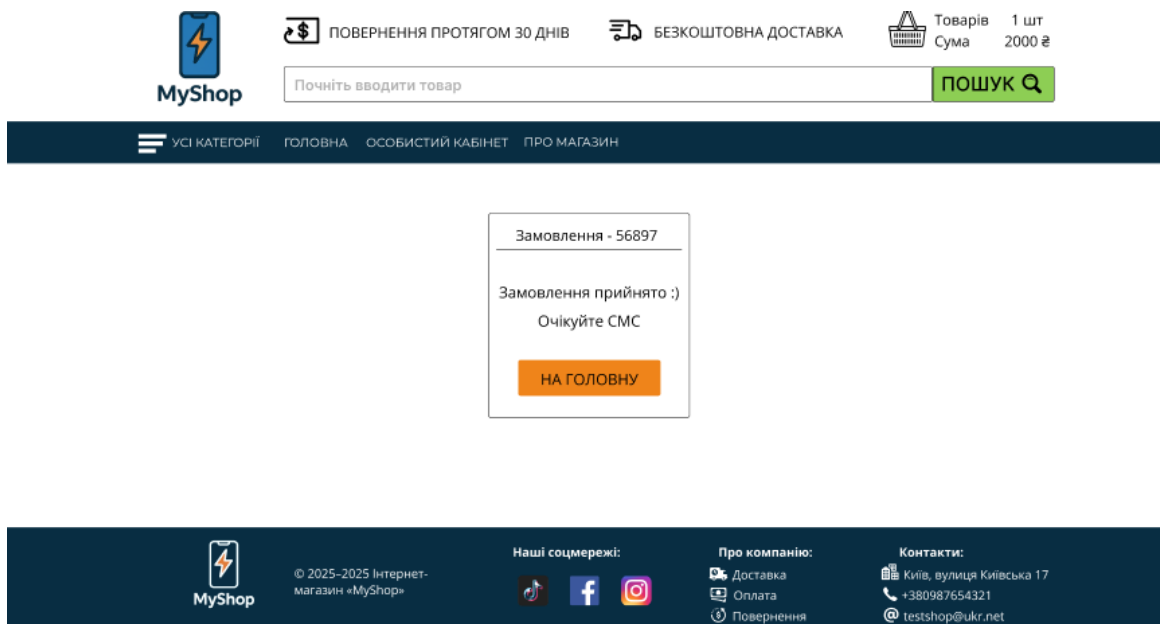 ПОВЕРНЕННЯ ПРОТЯГОМ 30 ДНІВ
БЕЗКОШТОВНА ДОСТАВКА
Товарів 1 шт
Сума 2000 ₴
MyShop
Почніть вводити товар
ПОШУК
УСІ КАТЕГОРІЇ
ГОЛОВНА
ОСОБИСТИЙ КАБІНЕТ
ПРО МАГАЗИН
Замовлення - 56897
Замовлення прийнято :)
Очікуйте СМС
НА ГОЛОВНУ
MyShop
© 2025–2025 Інтернет-
магазин «MyShop»
Наші соцмережі:
Про компанію:
Доставка
Оплата
Повернення
Контакти:
Київ, вулиця Київська 17
+380987654321
testshop@ukr.net